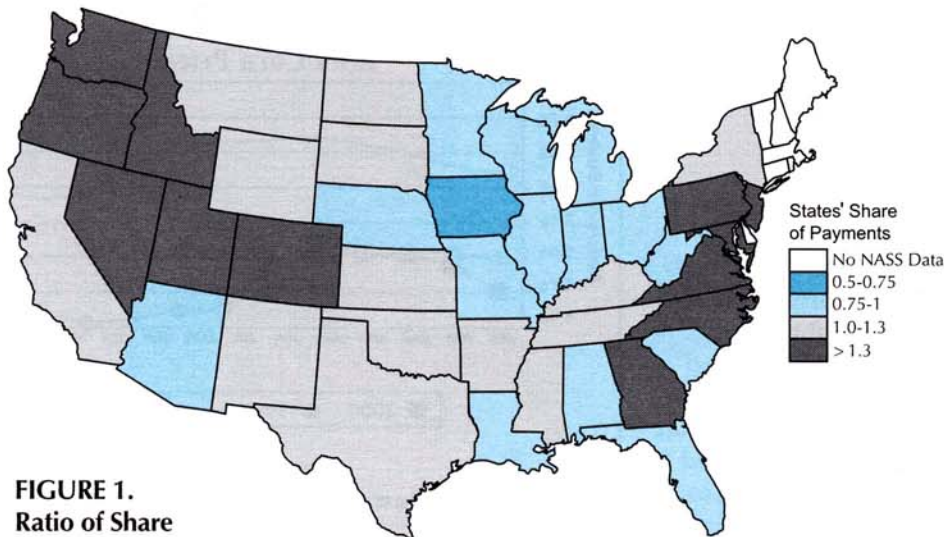 States' Share
of Payments
No NASS Data
0.5-0.75
0.75-1
1.0-1.3
> 1.3
FIGURE 1.
Ratio of Share